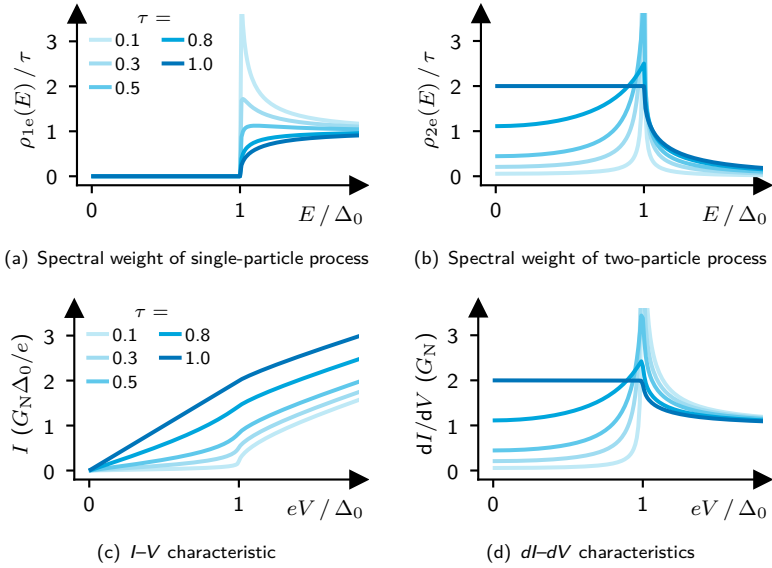 τ =
0.1
0.3
0.5
0.8
1.0
ρ1e(E) / τ
3
2
1
0
0
1
E / Δ0
(a) Spectral weight of single-particle process
ρ2e(E) / τ
3
2
1
0
0
1
E / Δ0
(b) Spectral weight of two-particle process
τ =
0.1
0.3
0.5
0.8
1.0
I (GNΔ0/e)
3
2
1
0
0
1
eV / Δ0
(c) I–V characteristic
dI/dV (GN)
3
2
1
0
0
1
eV / Δ0
(d) dI–dV characteristics